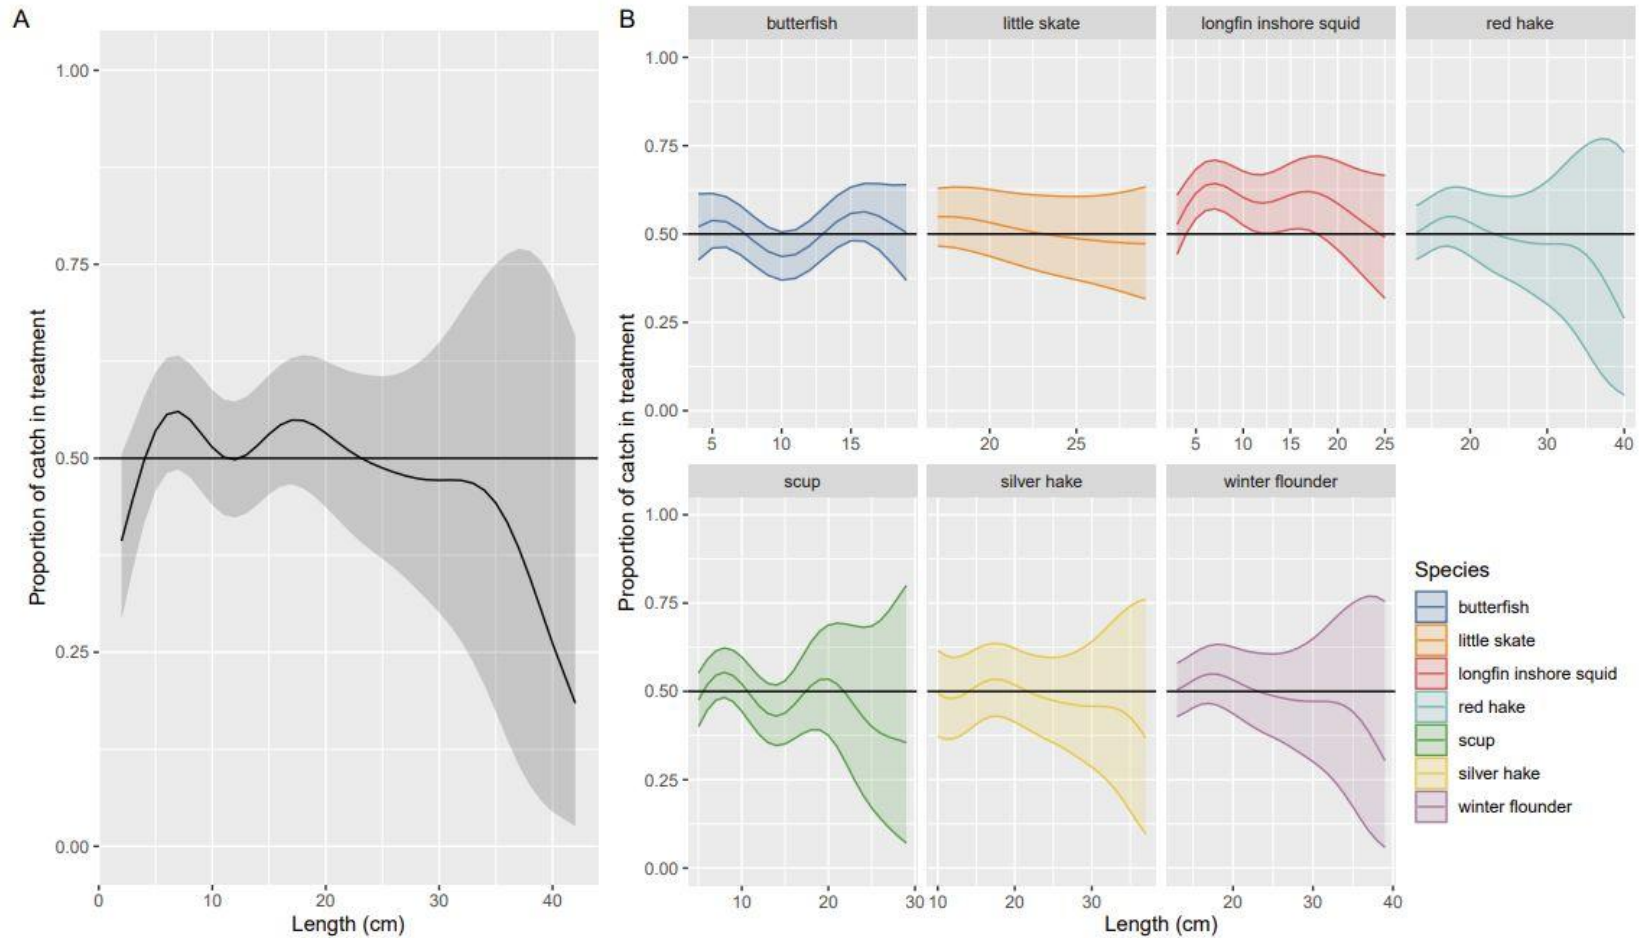 A
Proportion of catch in treatment
1.00
0.75
0.50
0.25
0.00
0 10 20 30 40
Length (cm)
B
Proportion of catch in treatment
butterfish little skate longfin inshore squid red hake
1.00
0.75
0.50
0.25
0.00
5 10 15 20 25 5 10 15 20 25 20 30 40
scup silver hake winter flounder
1.00
0.75
0.50
0.25
0.00
10 20 30 10 20 30 20 30 40
Length (cm)
Species
butterfish
little skate
longfin inshore squid
red hake
scup
silver hake
winter flounder